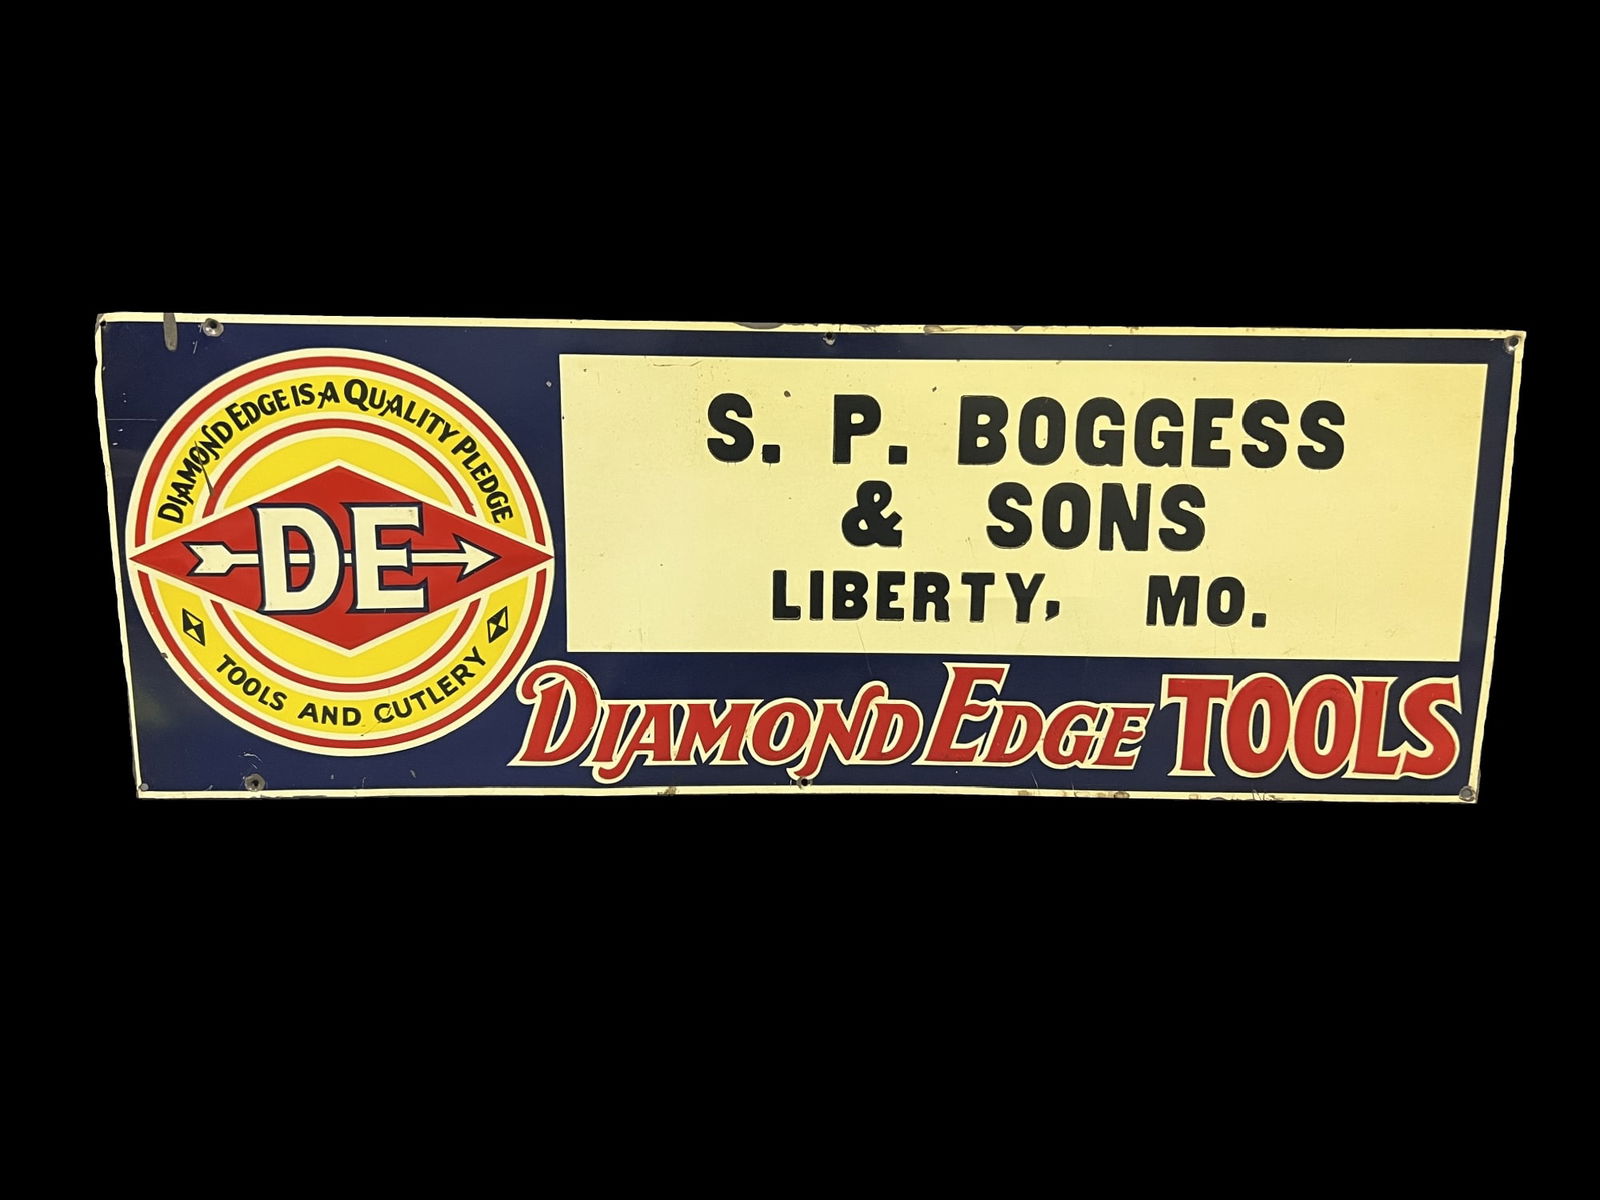 DIAMOND EDGE IS A QUALITY PLEDGE
DE
TOOLS AND CUTLERY
S. P. BOGGESS
& SONS
LIBERTY, MO.
DIAMOND EDGE TOOLS